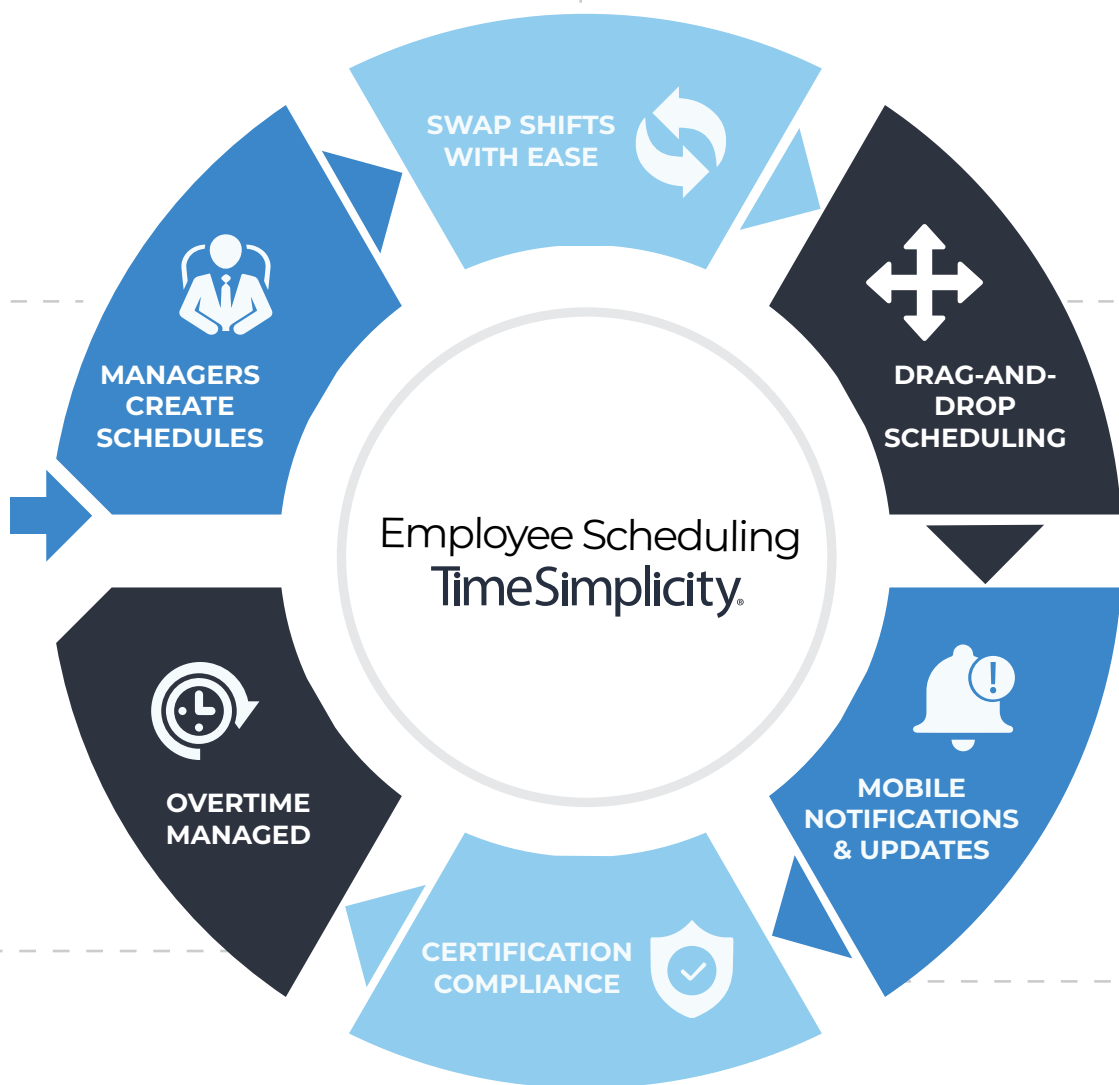 SWAP SHIFTS
WITH EASE
MANAGERS
CREATE
SCHEDULES
DRAG-AND-
DROP
SCHEDULING
Employee Scheduling
TimeSimplicity®
OVERTIME
MANAGED
MOBILE
NOTIFICATIONS
& UPDATES
CERTIFICATION
COMPLIANCE